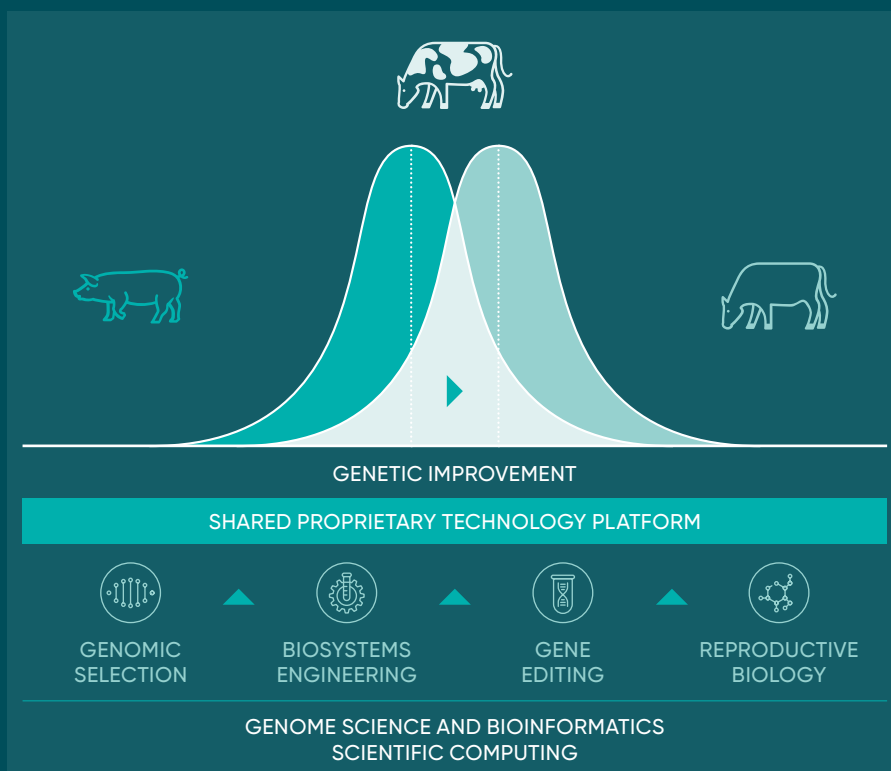 GENETIC IMPROVEMENT
SHARED PROPRIETARY TECHNOLOGY PLATFORM
GENOMIC
SELECTION
BIOSYSTEMS
ENGINEERING
GENE
EDITING
REPRODUCTIVE
BIOLOGY
GENOME SCIENCE AND BIOINFORMATICS
SCIENTIFIC COMPUTING